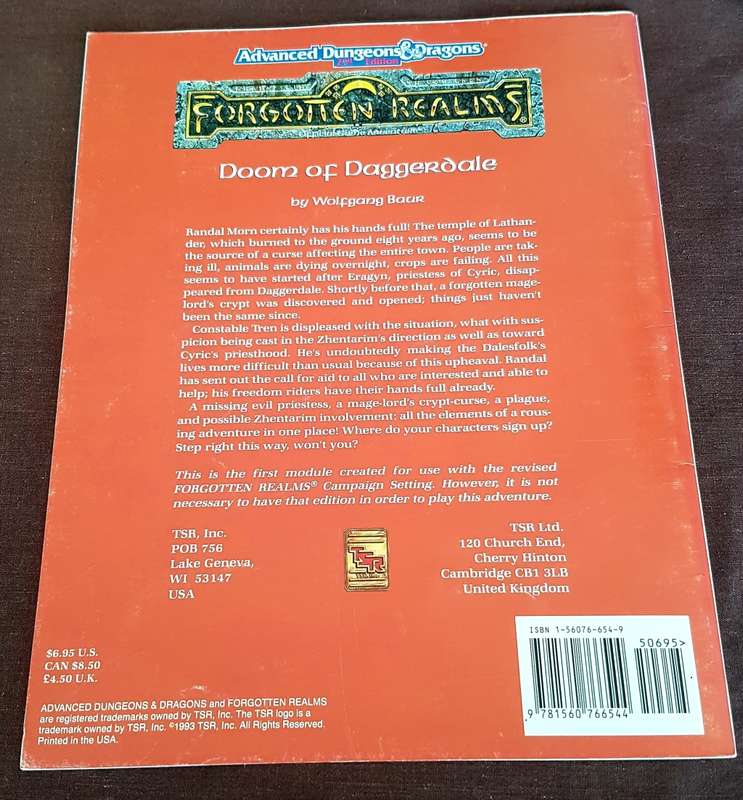 Advanced Dungeons & Dragons®
2nd Edition
FORGOTTEN REALMS®
Official Game Adventure
Doom of Daggerdale
by Wolfgang Baur
Randal Morn certainly has his hands full! The temple of Lathan-
der, which burned to the ground eight years ago, seems to be
the source of a curse affecting the entire town. People are tak-
ing ill, animals are dying overnight, crops are failing. All this
seems to have started after Eragyn, priestess of Cyric, disap-
peared from Daggerdale. Shortly before that, a forgotten mage-
lord's crypt was discovered and opened; things just haven't
been the same since.
Constable Tren is displeased with the situation, what with sus-
picion being cast in the Zhentarim's direction as well as toward
Cyric's priesthood. He's undoubtedly making the Dalesfolk's
lives more difficult than usual because of this upheaval. Randal
has sent out the call for aid to all who are interested and able to
help; his freedom riders have their hands full already.
A missing evil priestess, a mage-lord's crypt-curse, a plague,
and possible Zhentarim involvement: all the elements of a rous-
ing adventure in one place! Where do your characters sign up?
Step right this way, won't you?
This is the first module created for use with the revised
FORGOTTEN REALMS® Campaign Setting. However, it is not
necessary to have that edition in order to play this adventure.
TSR, Inc.
POB 756
Lake Geneva,
WI 53147
USA
TSR
TSR Ltd.
120 Church End,
Cherry Hinton
Cambridge CB1 3LB
United Kingdom
$6.95 U.S.
CAN $8.50
£4.50 U.K.
ISBN 1-56076-654-9
50695>
9 781560 766544
ADVANCED DUNGEONS & DRAGONS and FORGOTTEN REALMS
are registered trademarks owned by TSR, Inc. The TSR logo is a
trademark owned by TSR, Inc. ©1993 TSR, Inc. All Rights Reserved.
Printed in the USA.